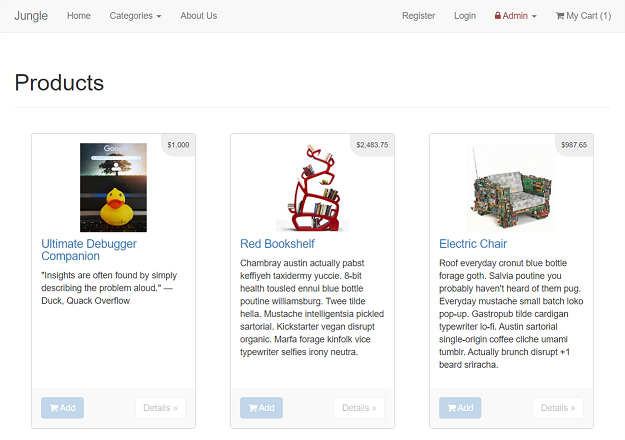 Jungle Home Categories About Us Register Login Admin My Cart (1)
Products
$1,000
Google
Ultimate Debugger
Companion
"Insights are often found by simply
describing the problem aloud." —
Duck, Quack Overflow
Add Details »
$2,483.75
Red Bookshelf
Chambray austin actually pabst
keffiyeh taxidermy yuccie. 8-bit
health tousled ennui blue bottle
poutine williamsburg. Twee tilde
hella. Mustache intelligentsia pickled
sartorial. Kickstarter vegan disrupt
organic. Marfa forage kinfolk vice
typewriter selfies irony neutra.
Add Details »
$987.65
Electric Chair
Roof everyday cronut blue bottle
forage goth. Salvia poutine you
probably haven't heard of them pug.
Everyday mustache small batch loko
pop-up. Gastropub tilde cardigan
typewriter lo-fi. Austin sartorial
single-origin coffee cliche umami
tumblr. Actually brunch disrupt +1
beard sriracha.
Add Details »